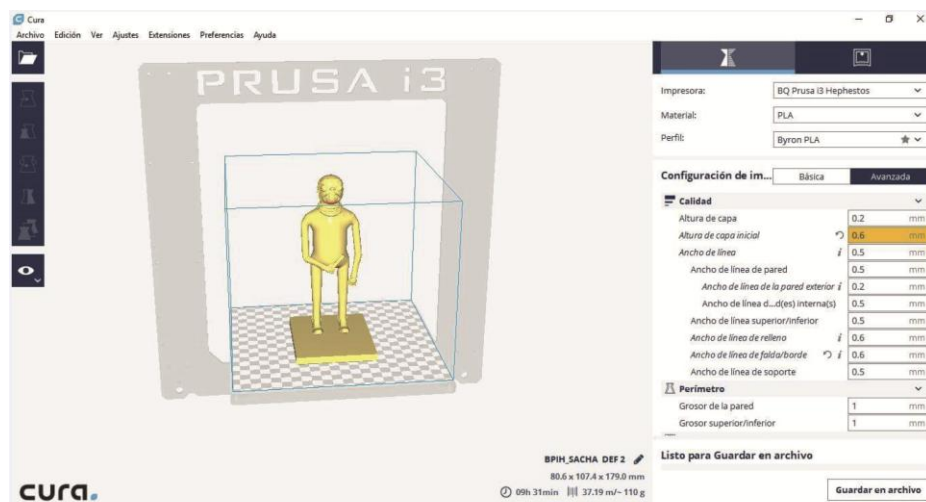 Cura
Archivo Edición Ver Ajustes Extensiones Preferencias Ayuda
PRUSA i3
Impresora: BQ Prusa i3 Hephestos
Material: PLA
Perfil: Byron PLA
Configuración de im... Básica Avanzada
Calidad
Altura de capa 0.2 mm
Altura de capa inicial 0.6 mm
Ancho de línea i 0.5 mm
Ancho de línea de pared 0.5 mm
Ancho de línea de la pared exterior i 0.2 mm
Ancho de línea d...d(es) interna(s) 0.5 mm
Ancho de línea superior/inferior 0.5 mm
Ancho de línea de relleno i 0.6 mm
Ancho de línea de falda/borde i 0.6 mm
Ancho de línea de soporte 0.5 mm
Perímetro
Grosor de la pared 1 mm
Grosor superior/inferior 1 mm
BPIH_SACHA DEF 2
80.6 x 107.4 x 179.0 mm
09h 31min 37.19 m/~ 110 g
Listo para Guardar en archivo
Guardar en archivo
cura.